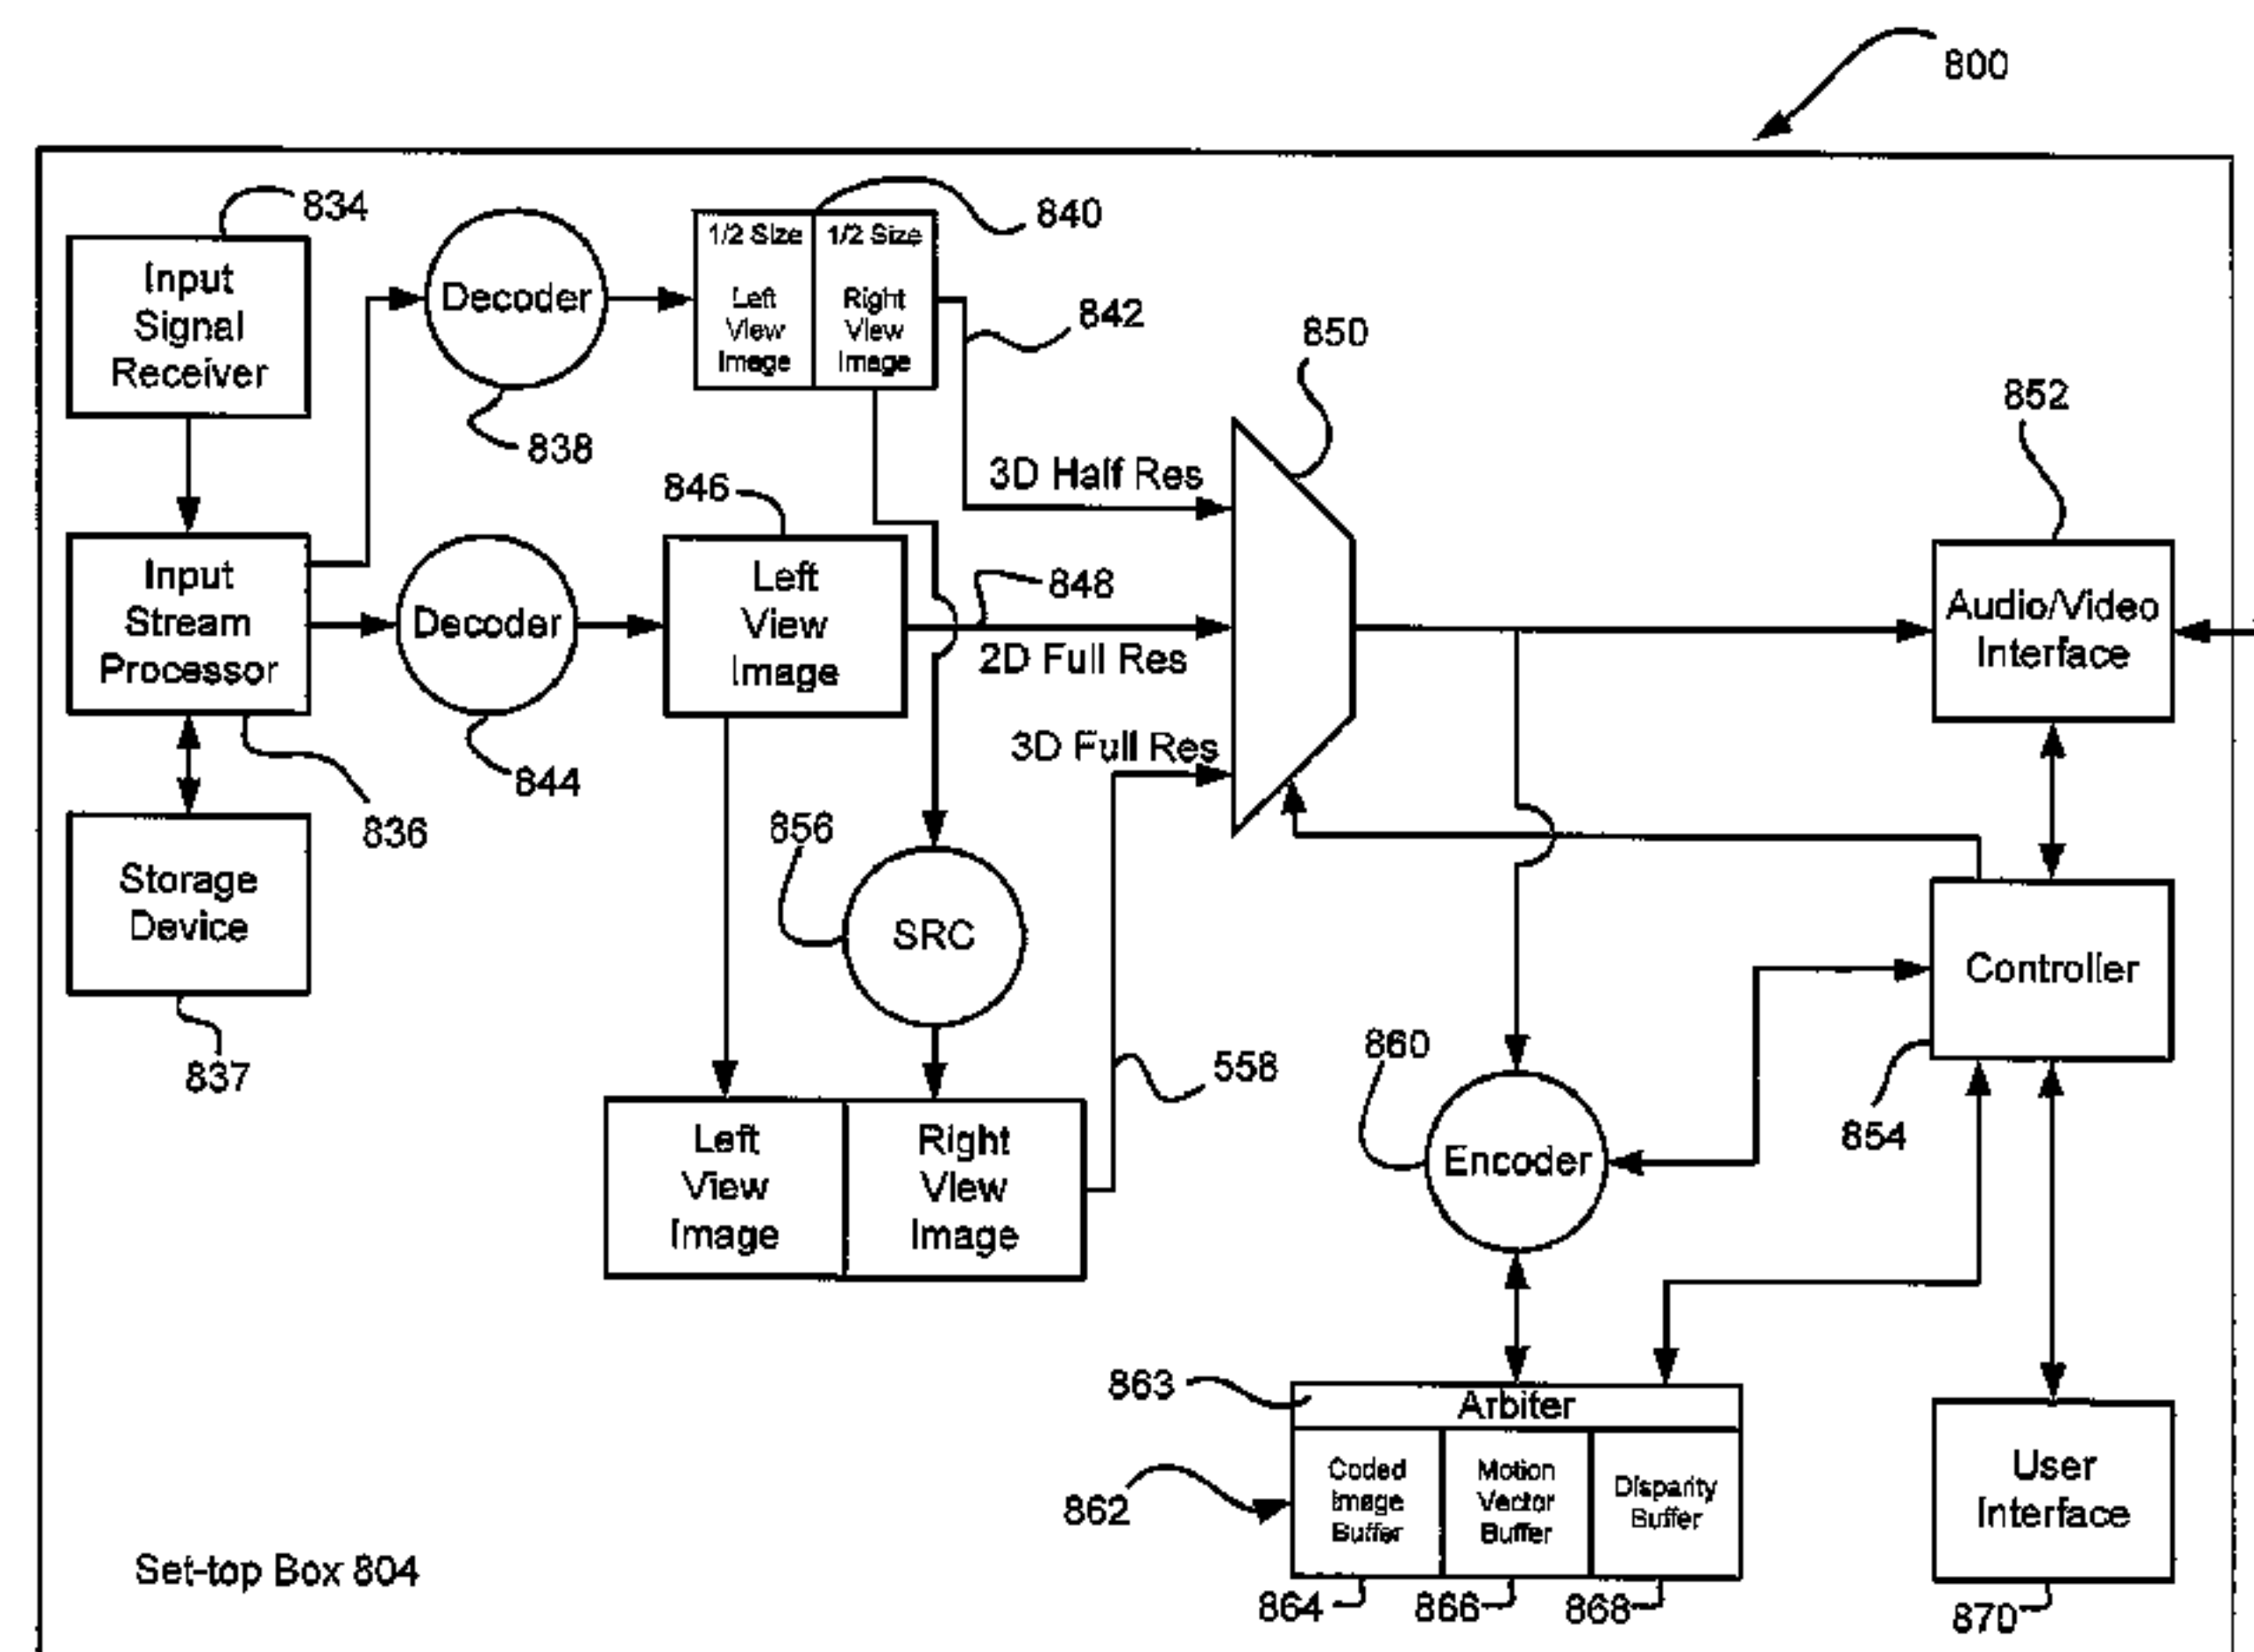 800
834
Input
Signal
Receiver
Decoder
838
1/2 Size
Left
View
Image
1/2 Size
Right
View
Image
840
842
850
852
3D Half Res
846
Input
Stream
Processor
836
Decoder
844
Left
View
Image
848
2D Full Res
3D Full Res
Audio/Video
Interface
Storage
Device
837
856
SRC
Controller
854
558
860
Encoder
Left
View
Image
Right
View
Image
863
Arbiter
862
Coded
Image
Buffer
Motion
Vector
Buffer
Disparity
Buffer
864
866
868
User
Interface
870
Set-top Box 804